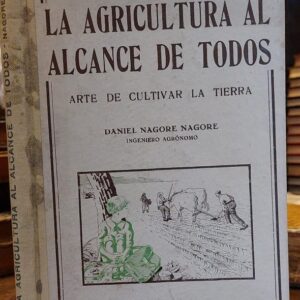 LA AGRICULTURA AL
ALCANCE DE TODOS
ARTE DE CULTIVAR LA TIERRA
DANIEL NAGORE NAGORE
INGENIERO AGRÓNOMO
LA AGRICULTURA AL ALCANCE DE TODOS - NAGORE